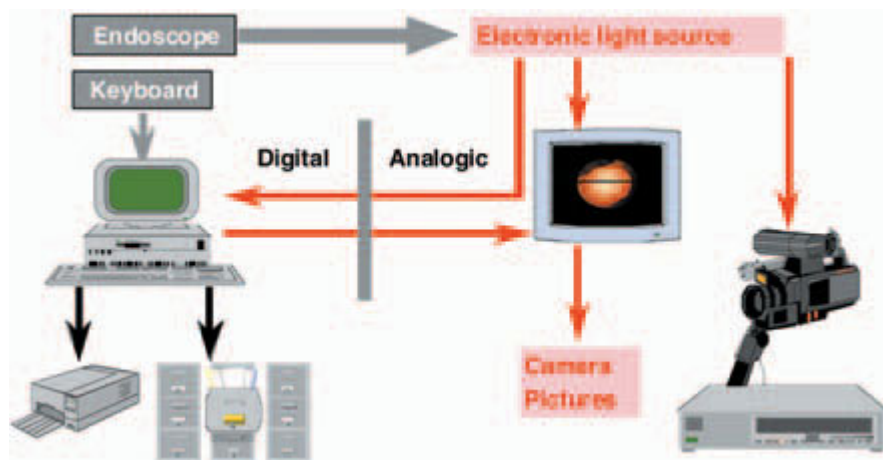 Endoscope
Electronic light source
Keyboard
Digital
Analogic
Camera
Pictures